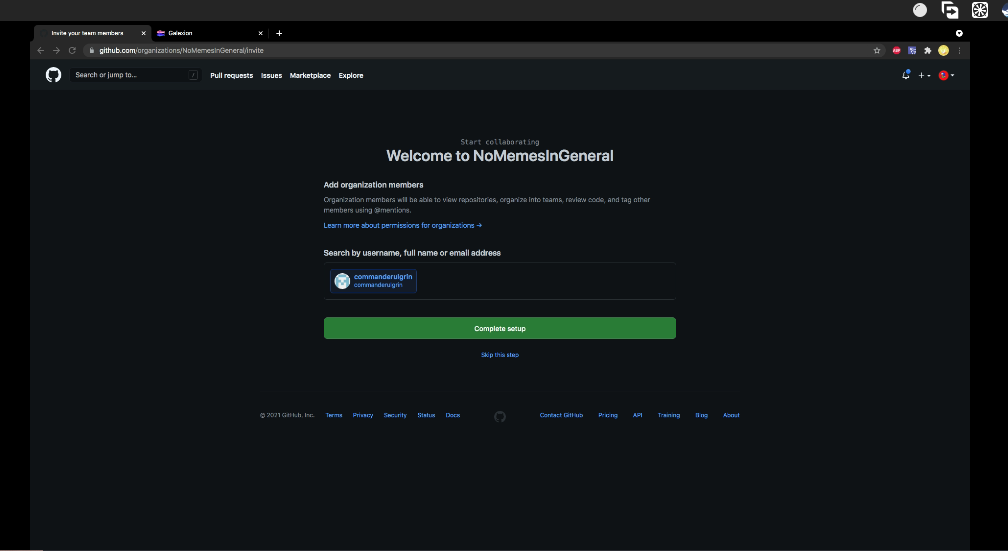 Invite your team members
Galaxion
github.com/organizations/NoMemesInGeneral/invite
Search or jump to...
/
Pull requests
Issues
Marketplace
Explore
Start collaborating
Welcome to NoMemesInGeneral
Add organization members
Organization members will be able to view repositories, organize into teams, review code, and tag other
members using @mentions.
Learn more about permissions for organizations →
Search by username, full name or email address
commanderulgrin
commanderulgrin
Complete setup
Skip this step
© 2021 GitHub, Inc.
Terms
Privacy
Security
Status
Docs
Contact GitHub
Pricing
API
Training
Blog
About